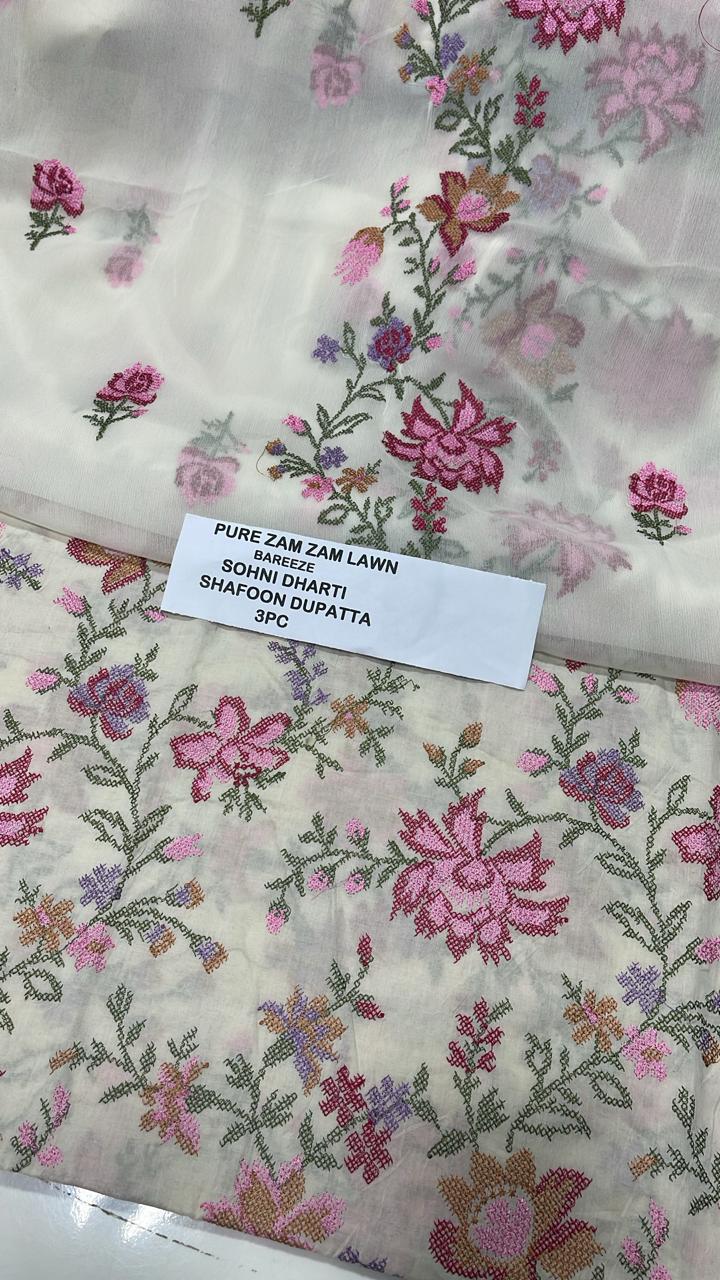 PURE ZAM ZAM LAWN
BAREEZE
SOHNI DHARTI
SHAFOON DUPATTA
3PC